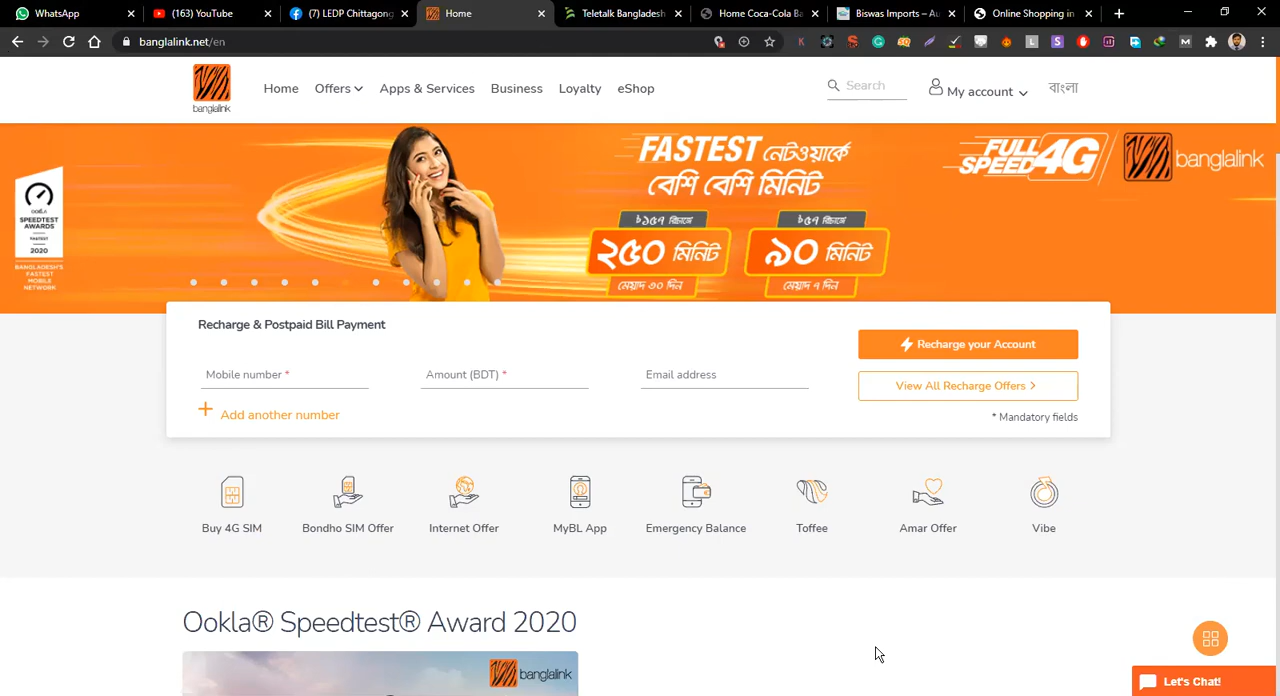 WhatsApp
(163) YouTube
(7) LEDP Chittagong
Home
Teletalk Bangladesh
Home Coca-Cola Ba
Biswas Imports – Au
Online Shopping in
banglalink.net/en
banglalink
Home
Offers
Apps & Services
Business
Loyalty
eShop
Search
My account
বাংলা
OOKLA
SPEEDTEST
AWARDS
FASTEST
2020
BANGLADESH'S
FASTEST
MOBILE
NETWORK
FASTEST নেটওয়ার্কে
বেশি বেশি মিনিট
৳১৫৭ রিচার্জে
২৫০ মিনিট
মেয়াদ ৩০ দিন
৳৫৭ রিচার্জে
৯০ মিনিট
মেয়াদ ৭ দিন
FULL
SPEED 4G
banglalink
Recharge & Postpaid Bill Payment
Mobile number *
Amount (BDT) *
Email address
+ Add another number
Recharge your Account
View All Recharge Offers >
* Mandatory fields
Buy 4G SIM
Bondho SIM Offer
Internet Offer
MyBL App
Emergency Balance
Toffee
Amar Offer
Vibe
Ookla® Speedtest® Award 2020
banglalink
Let's Chat!